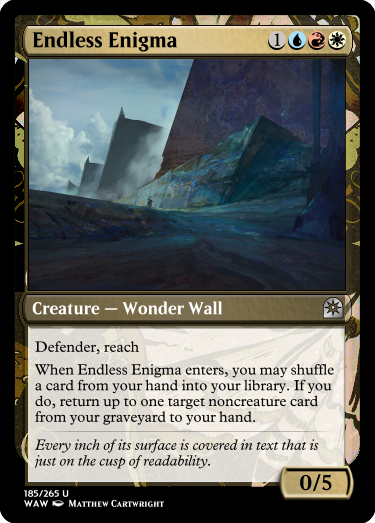 Endless Enigma 1
Creature — Wonder Wall
Defender, reach
When Endless Enigma enters, you may shuffle
a card from your hand into your library. If you
do, return up to one target noncreature card
from your graveyard to your hand.
Every inch of its surface is covered in text that is
just on the cusp of readability.
0/5
185/265 U
WAW Matthew Cartwright